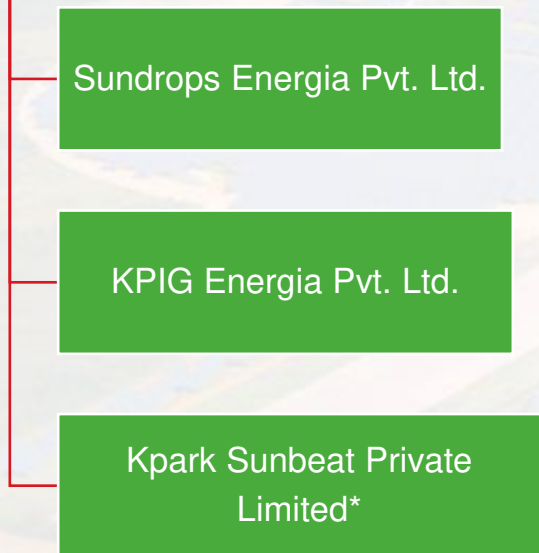 Sundrops Energia Pvt. Ltd.
KPIG Energia Pvt. Ltd.
Kpark Sunbeat Private
Limited*